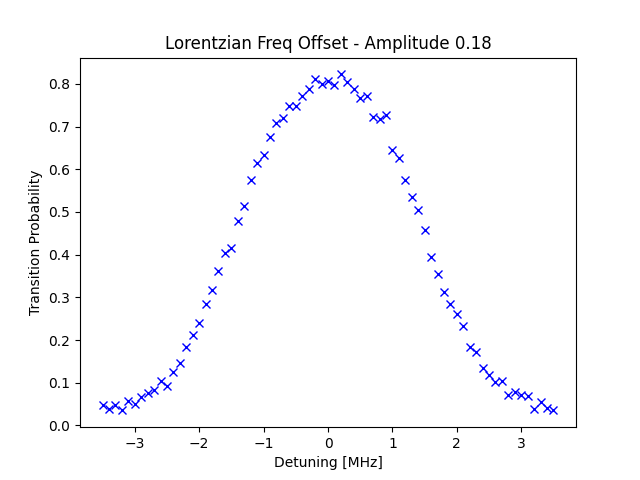 Lorentzian Freq Offset - Amplitude 0.18
Transition Probability
0.8
0.7
0.6
0.5
0.4
0.3
0.2
0.1
0.0
−3 −2 −1 0 1 2 3
Detuning [MHz]